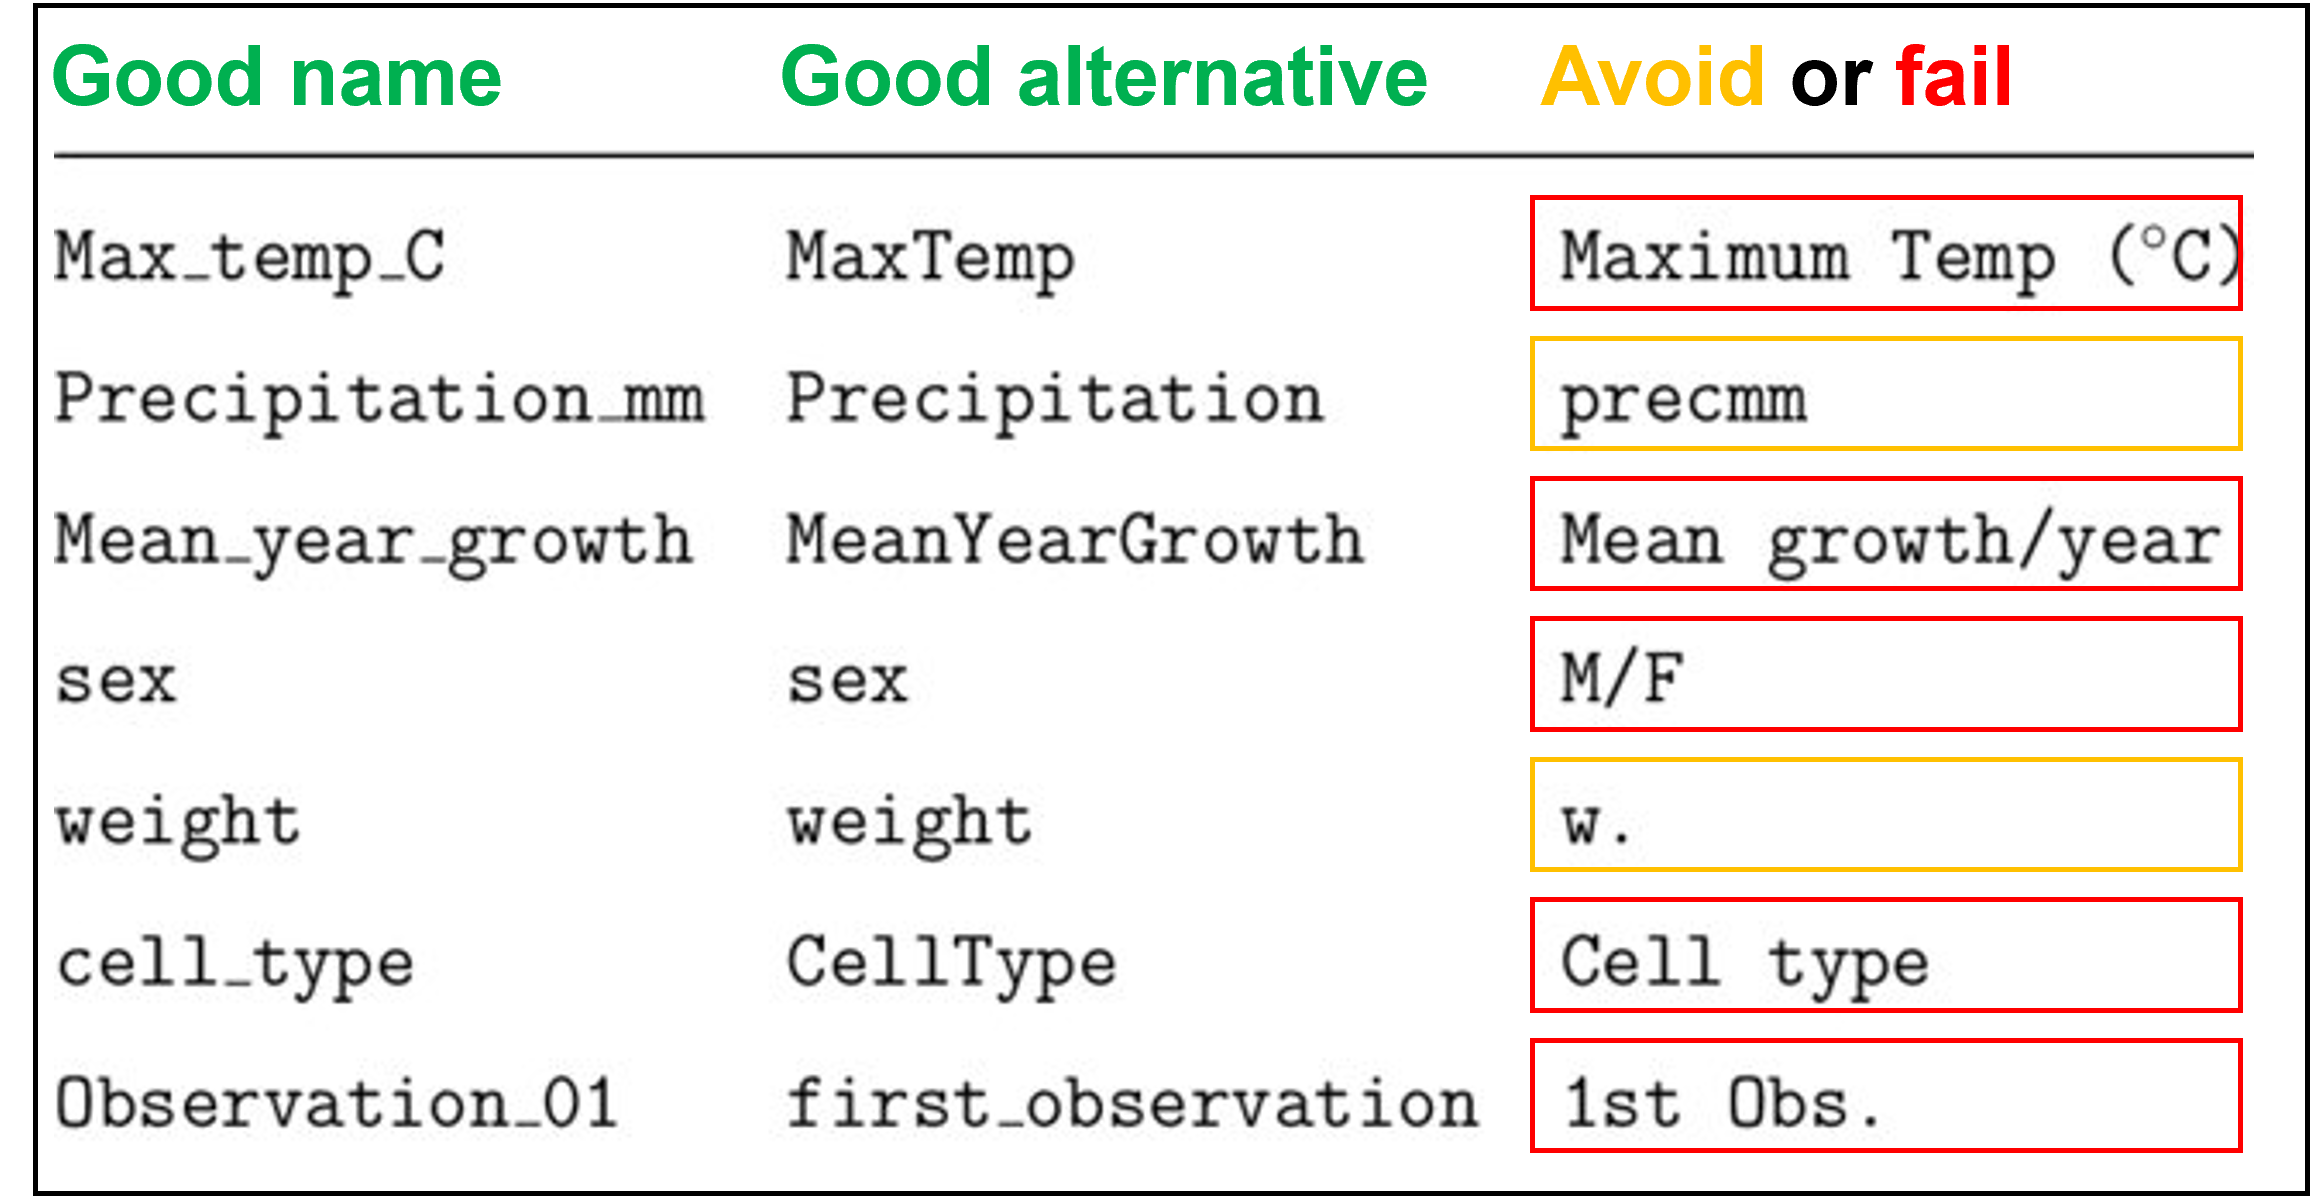 Good name Good alternative Avoid or fail
Max_temp_C MaxTemp Maximum Temp (°C)
Precipitation_mm Precipitation precmm
Mean_year_growth MeanYearGrowth Mean growth/year
sex sex M/F
weight weight w.
cell_type CellType Cell type
Observation_01 first_observation 1st Obs.